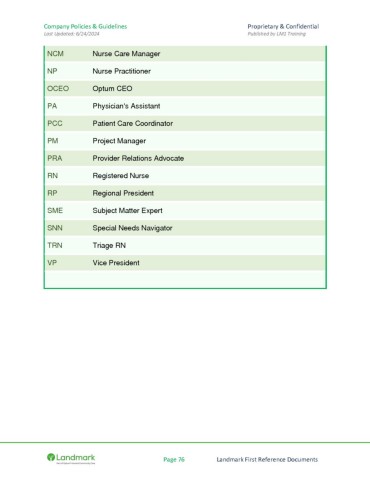 Company Policies & Guidelines Proprietary & Confidential
Last Updated: 6/24/2024 Published by LMS Training
NCM Nurse Care Manager
NP Nurse Practitioner
OCEO Optum CEO
PA Physician's Assistant
PCC Patient Care Coordinator
PM Project Manager
PRA Provider Relations Advocate
RN Registered Nurse
RP Regional President
SME Subject Matter Expert
SNN Special Needs Navigator
TRN Triage RN
VP Vice President
Landmark
Page 76 Landmark First Reference Documents